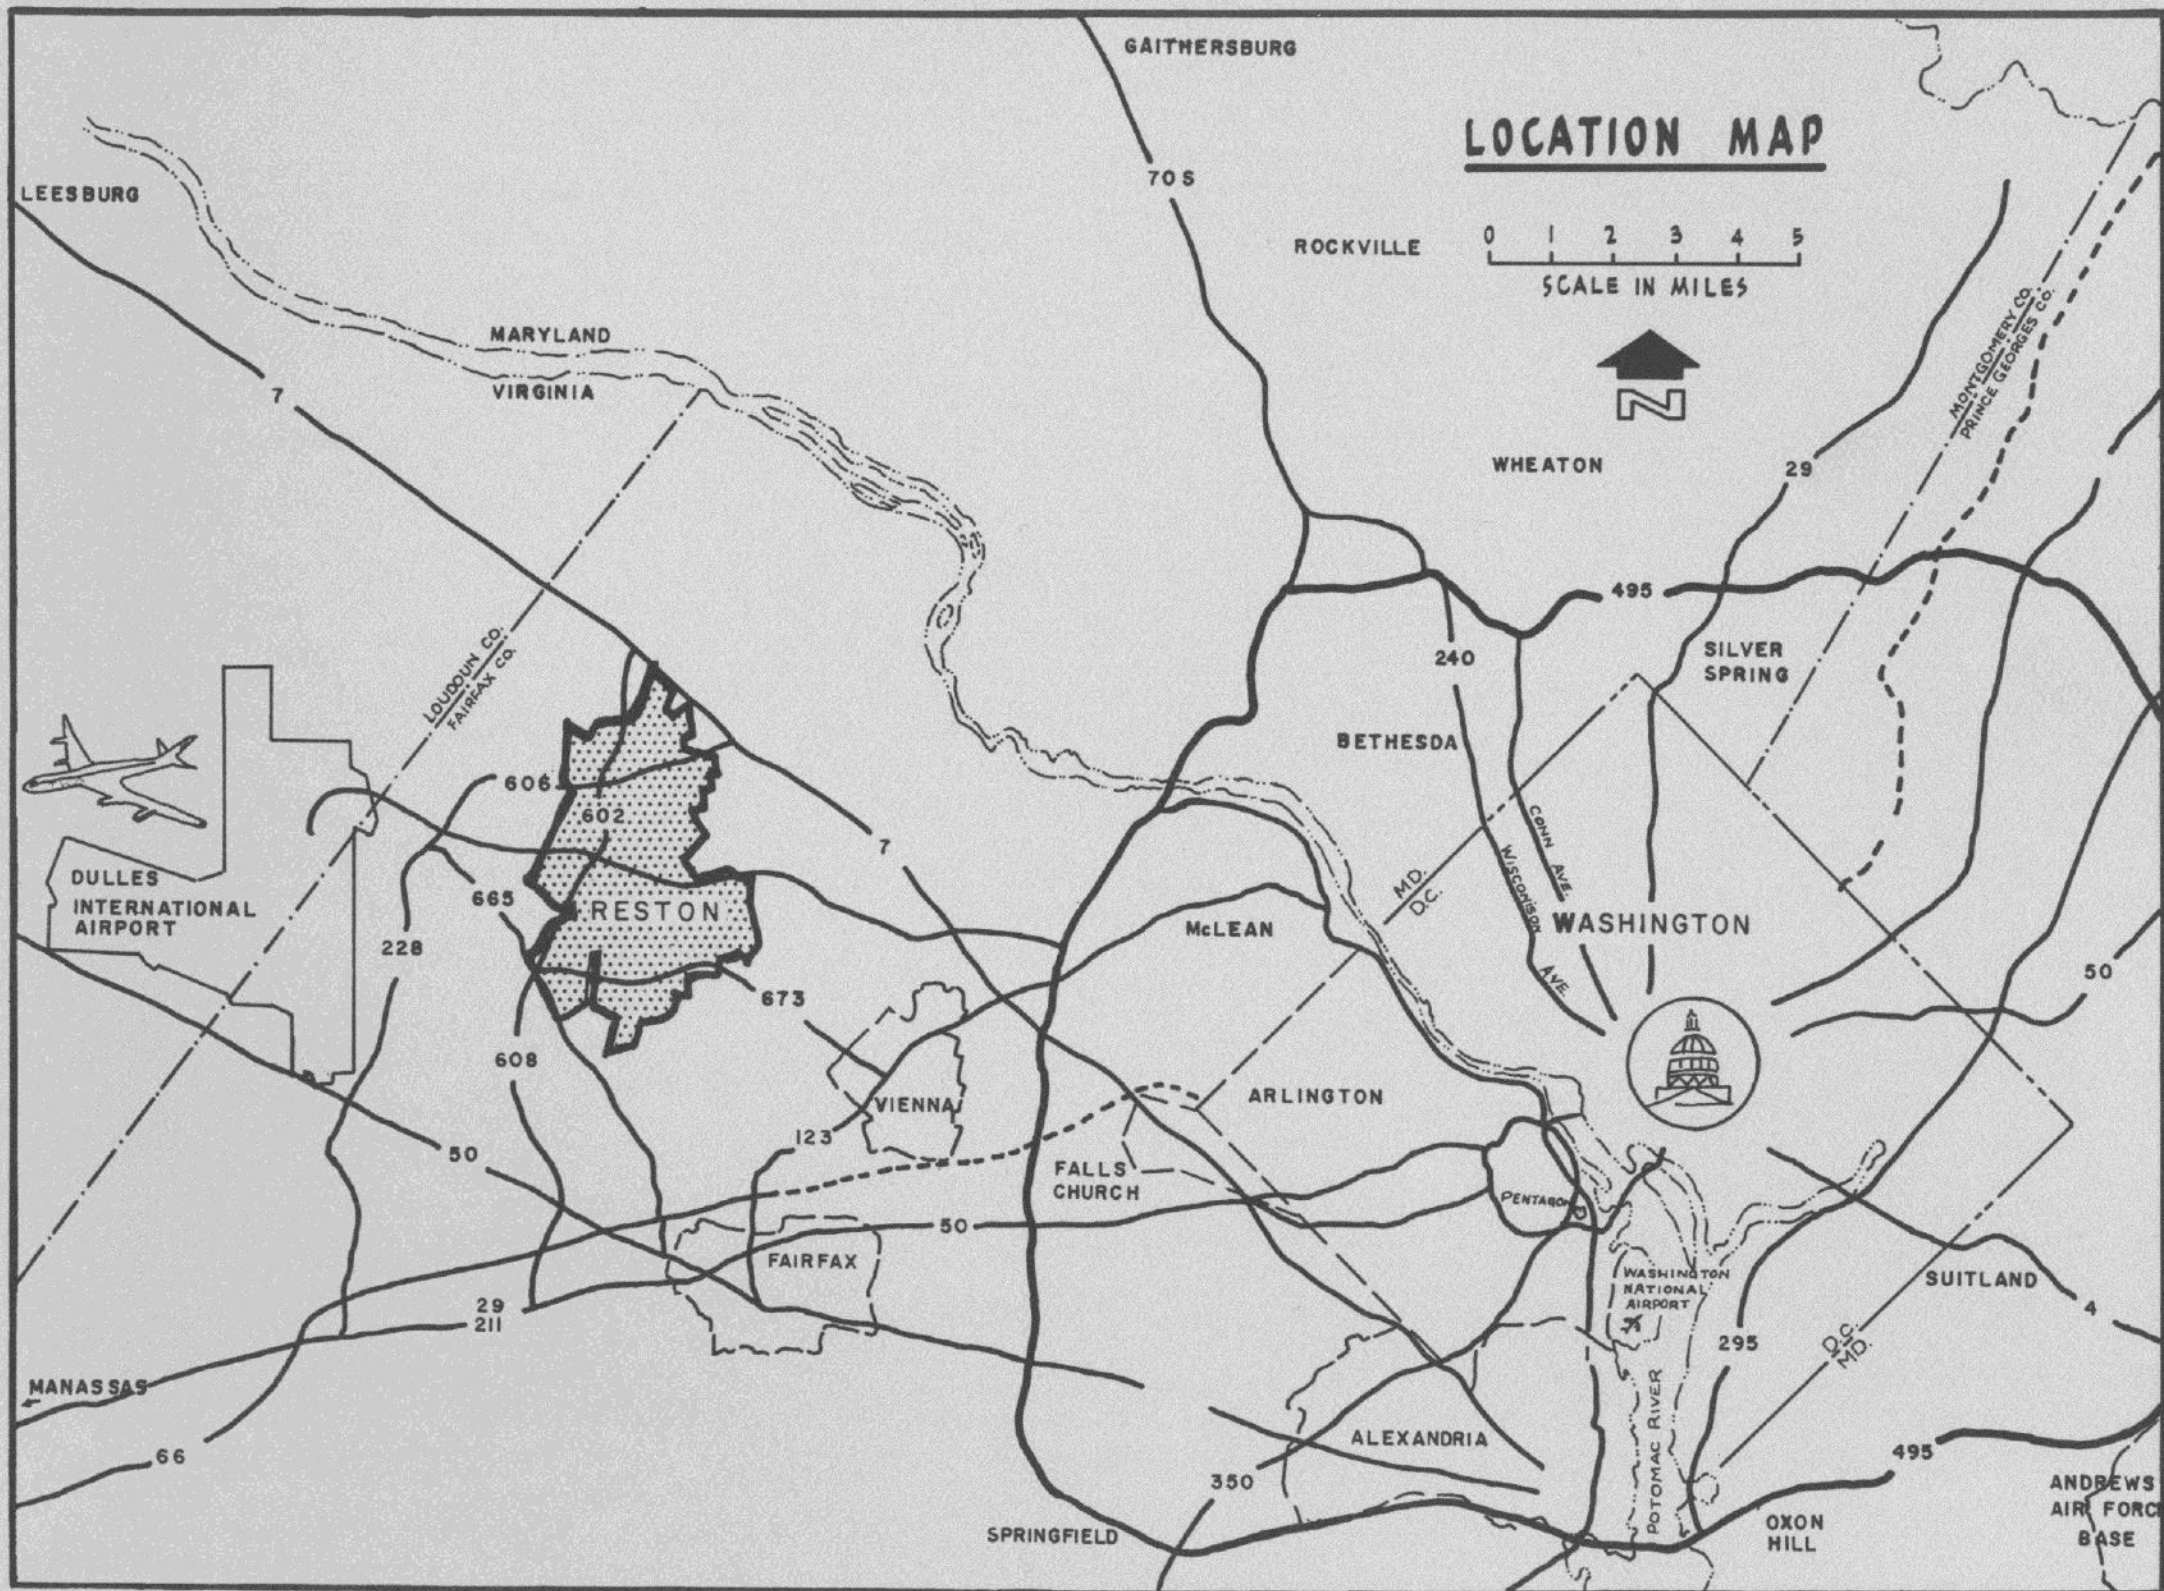 GAITHERSBURG
LOCATION MAP
70S
LEESBURG
ROCKVILLE
0 1 2 3 4 5
SCALE IN MILES
N
MONTGOMERY CO.
PRINCE GEORGES CO.
MARYLAND
VIRGINIA
7
WHEATON
29
495
240
SILVER
SPRING
LOUDOUN CO.
FAIRFAX CO.
BETHESDA
606
602
7
CONN AVE.
WISCONISON
AVE.
MD.
D.C.
DULLES
INTERNATIONAL
AIRPORT
665
RESTON
McLEAN
WASHINGTON
228
673
50
608
VIENNA
ARLINGTON
123
50
FALLS
CHURCH
PENTAGON
50
FAIRFAX
WASHINGTON
NATIONAL
AIRPORT
SUITLAND
29
211
4
295
D.C.
MD.
MANASSAS
POTOMAC RIVER
ALEXANDRIA
66
350
495
ANDREWS
AIR FORC
BASE
SPRINGFIELD
OXON
HILL